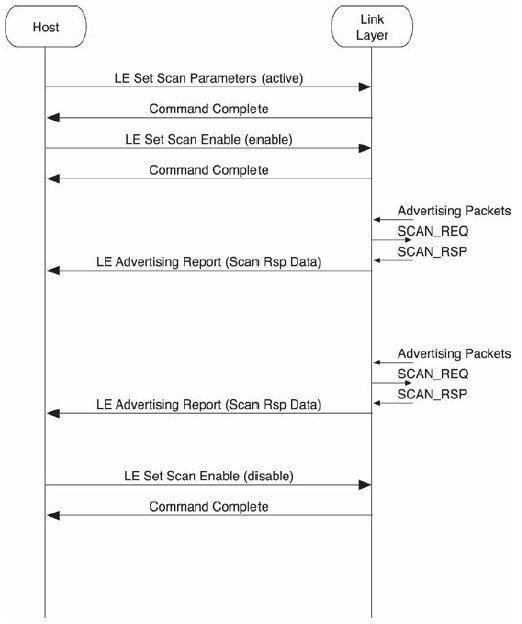 Host
Link
Layer
LE Set Scan Parameters (active)
Command Complete
LE Set Scan Enable (enable)
Command Complete
Advertising Packets
SCAN_REQ
SCAN_RSP
LE Advertising Report (Scan Rsp Data)
Advertising Packets
SCAN_REQ
SCAN_RSP
LE Advertising Report (Scan Rsp Data)
LE Set Scan Enable (disable)
Command Complete